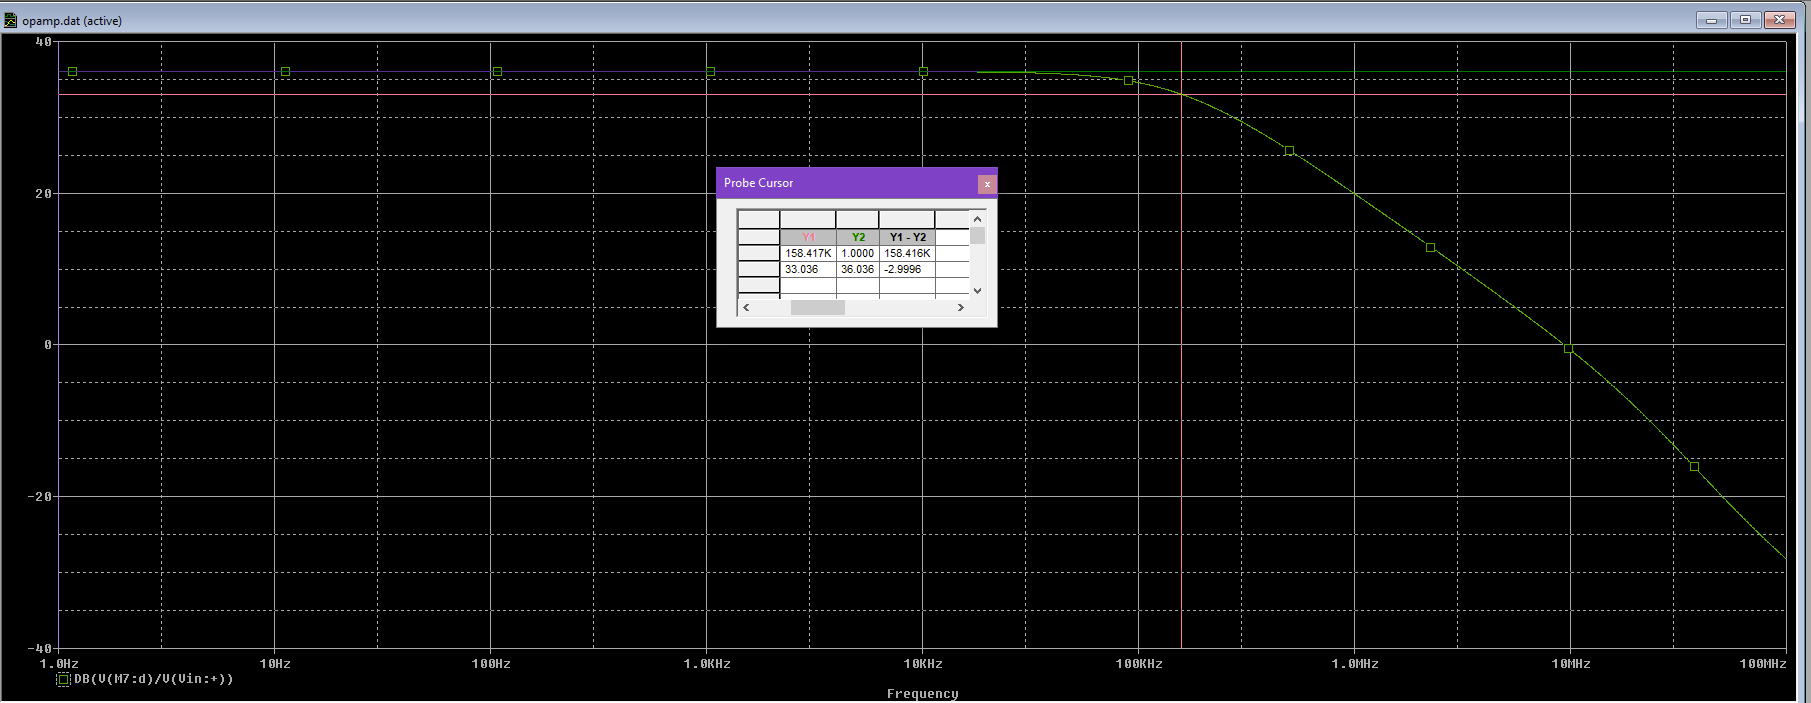 opamp.dat (active)
40
20
0
-20
-40
Probe Cursor
Y1 Y2 Y1 - Y2
158.417K 1.0000 158.416K
33.036 36.036 -2.9996
1.0Hz 10Hz 100Hz 1.0KHz 10KHz 100KHz 1.0MHz 10MHz 100MHz
DB(V(M7:d)/V(Vin:+))
Frequency